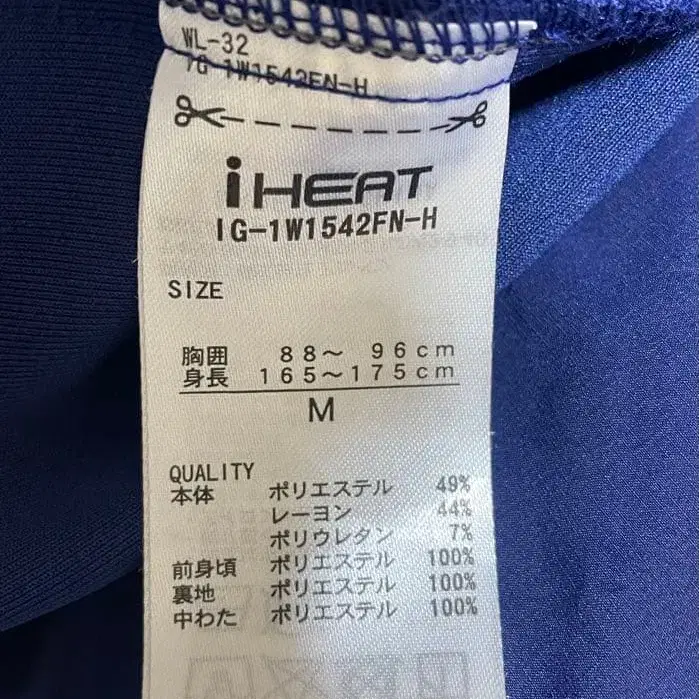 WL-32
IG-1W1542FN-H
iHEAT
IG-1W1542FN-H
SIZE
胸囲 88～ 96cm
身長 165～175cm
M
QUALITY
本体 ポリエステル 49%
レーヨン 44%
ポリウレタン 7%
前身頃 ポリエステル 100%
裏地 ポリエステル 100%
中わた ポリエステル 100%